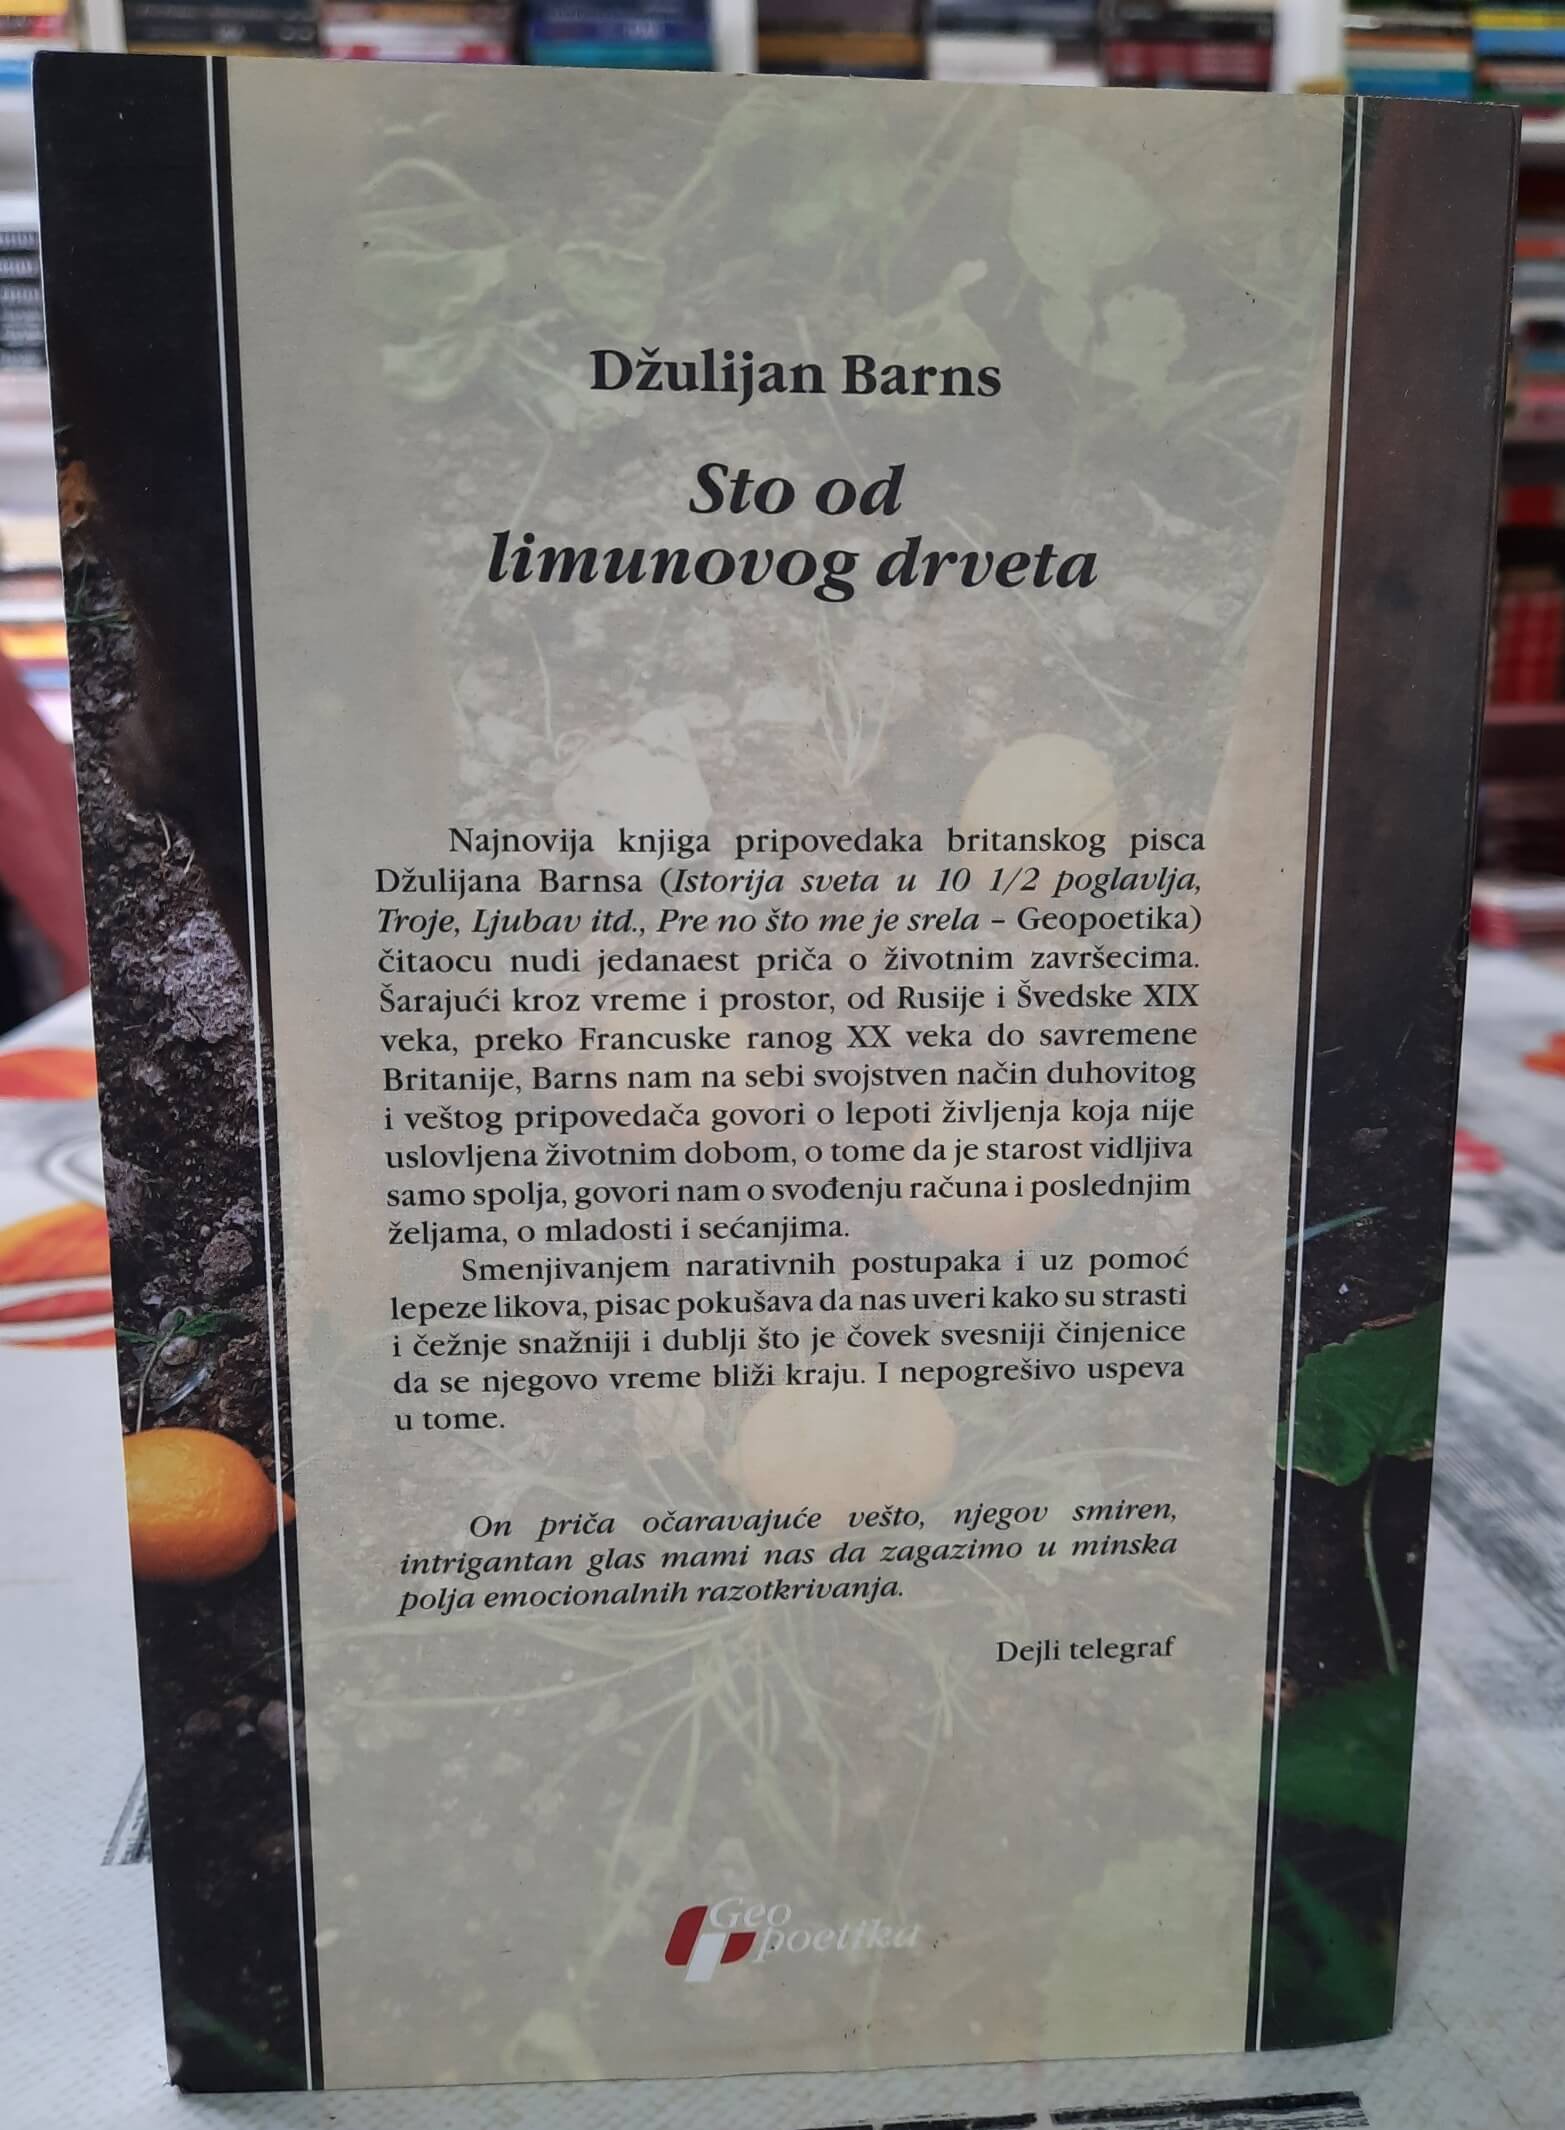 Džulijan Barns
Sto od
limunovog drveta
Najnovija knjiga pripovedaka britanskog pisca
Džulijana Barnsa (Istorija sveta u 10 1/2 poglavlja,
Troje, Ljubav itd., Pre no što me je srela – Geopoetika)
čitaocu nudi jedanaest priča o životnim završecima.
Šarajući kroz vreme i prostor, od Rusije i Švedske XIX
veka, preko Francuske ranog XX veka do savremene
Britanije, Barns nam na sebi svojstven način duhovitog
i veštog pripovedača govori o lepoti življenja koja nije
uslovljena životnim dobom, o tome da je starost vidljiva
samo spolja, govori nam o svođenju računa i poslednjim
željama, o mladosti i sećanjima.
Smenjivanjem narativnih postupaka i uz pomoć
lepeze likova, pisac pokušava da nas uveri kako su strasti
i čežnje snažniji i dublji što je čovek svesniji činjenice
da se njegovo vreme bliži kraju. I nepogrešivo uspeva
u tome.
On priča očaravajuće vešto, njegov smiren,
intrigantan glas mami nas da zagazimo u minska
polja emocionalnih razotkrivanja.
Dejli telegraf
Geo
poetika